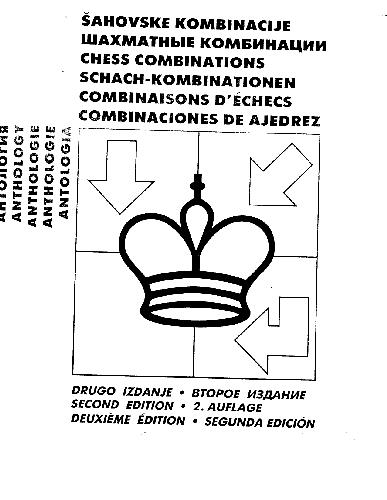 ŠAHOVSKE KOMBINACIJE
ШАХМАТНЫЕ КОМБИНАЦИИ
CHESS COMBINATIONS
SCHACH-KOMBINATIONEN
COMBINAISONS D'ÉCHECS
COMBINACIONES DE AJEDREZ
АНТОЛОГИЯ
ANTHOLOGY
ANTHOLOGIE
ANTHOLOGIE
ANTOLOGIA
DRUGO IZDANJE • ВТОРОЕ ИЗДАНИЕ
SECOND EDITION • 2. AUFLAGE
DEUXIÈME ÉDITION • SEGUNDA EDICIÓN